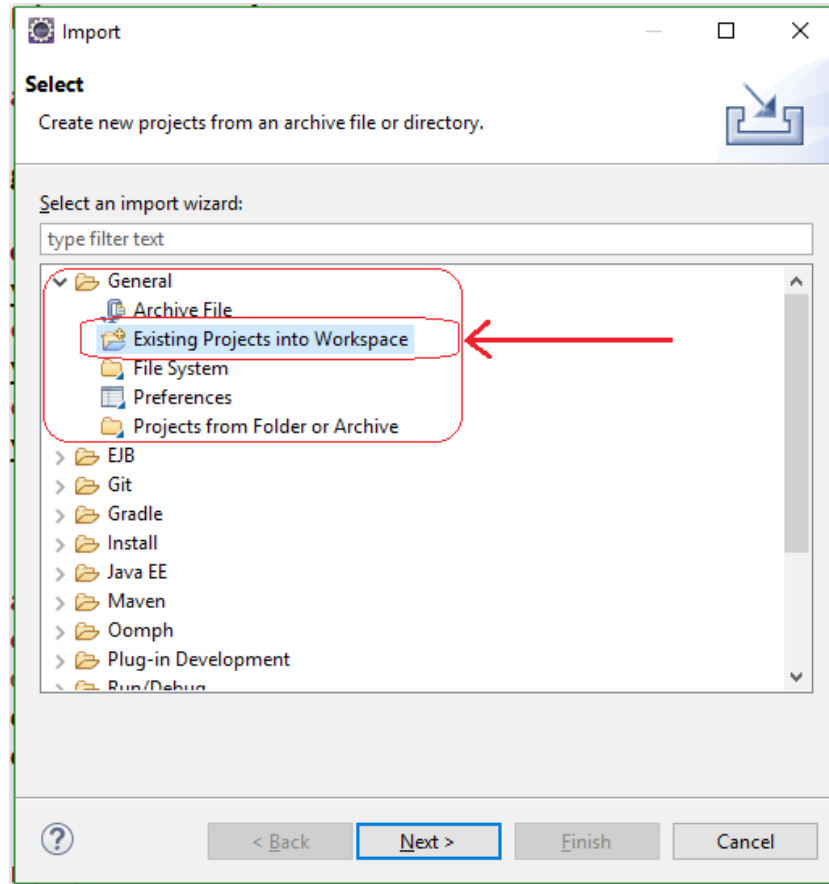 Import
Select
Create new projects from an archive file or directory.
Select an import wizard:
type filter text
General
Archive File
Existing Projects into Workspace
File System
Preferences
Projects from Folder or Archive
EJB
Git
Gradle
Install
Java EE
Maven
Oomph
Plug-in Development
Run/Debug
< Back
Next >
Finish
Cancel